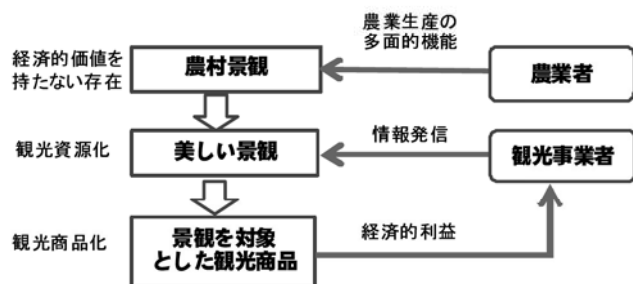 農業生産の
多面的機能
経済的価値を
持たない存在
農村景観
農業者
観光資源化
美しい景観
情報発信
観光事業者
観光商品化
景観を対象
とした観光商品
経済的利益